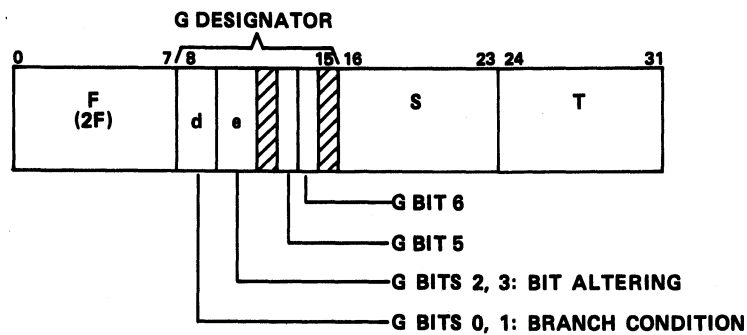 G DESIGNATOR
0 7 8 15 16 23 24 31
F d e S T
(2F)
G BIT 6
G BIT 5
G BITS 2, 3: BIT ALTERING
G BITS 0, 1: BRANCH CONDITION